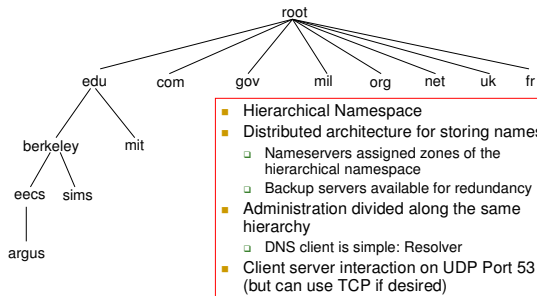 root
edu com gov mil org net uk fr
berkeley mit
eecs sims
argus
Hierarchical Namespace
Distributed architecture for storing names
Nameservers assigned zones of the
hierarchical namespace
Backup servers available for redundancy
Administration divided along the same
hierarchy
DNS client is simple: Resolver
Client server interaction on UDP Port 53
(but can use TCP if desired)